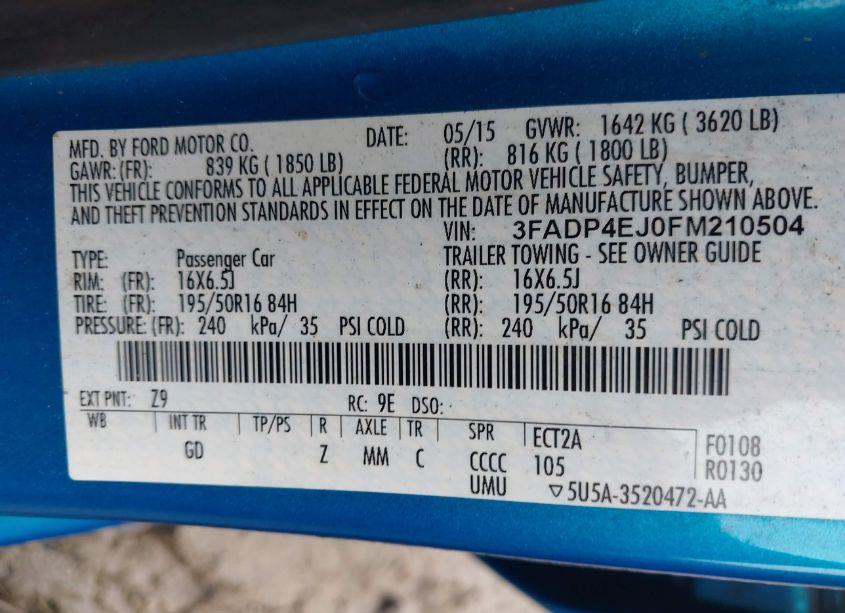 MFD. BY FORD MOTOR CO. DATE: 05/15 GVWR: 1642 KG ( 3620 LB)
GAWR: (FR): 839 KG ( 1850 LB) (RR): 816 KG ( 1800 LB)
THIS VEHICLE CONFORMS TO ALL APPLICABLE FEDERAL MOTOR VEHICLE SAFETY, BUMPER,
AND THEFT PREVENTION STANDARDS IN EFFECT ON THE DATE OF MANUFACTURE SHOWN ABOVE.
VIN: 3FADP4EJ0FM210504
TYPE: Passenger Car TRAILER TOWING - SEE OWNER GUIDE
RIM: (FR): 16X6.5J (RR): 16X6.5J
TIRE: (FR): 195/50R16 84H (RR): 195/50R16 84H
PRESSURE: (FR): 240 kPa/ 35 PSI COLD (RR): 240 kPa/ 35 PSI COLD
EXT PNT: Z9 RC: 9E DSO:
WB INT TR TP/PS R AXLE TR SPR ECT2A F0108
GD Z MM C CCCC 105 R0130
UMU ▽5U5A-3520472-AA